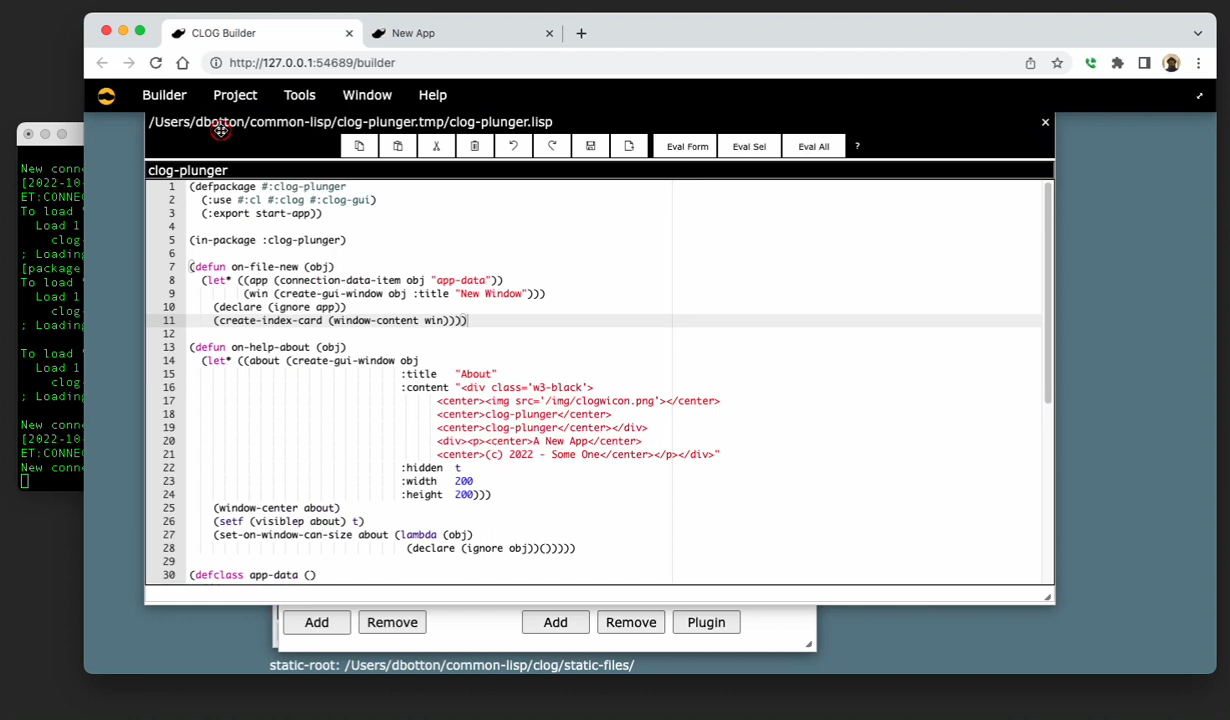 CLOG Builder
New App
http://127.0.0.1:54689/builder
Builder Project Tools Window Help
/Users/dbotton/common-lisp/clog-plunger.tmp/clog-plunger.lisp
Eval Form Eval Sel Eval All ?
clog-plunger
1 (defpackage #:clog-plunger
2 (:use #:cl #:clog #:clog-gui)
3 (:export start-app))
4
5 (in-package :clog-plunger)
6
7 (defun on-file-new (obj)
8 (let* ((app (connection-data-item obj "app-data"))
9 (win (create-gui-window obj :title "New Window")))
10 (declare (ignore app))
11 (create-index-card (window-content win))))
12
13 (defun on-help-about (obj)
14 (let* ((about (create-gui-window obj
15 :title "About"
16 :content "<div class='w3-black'>
17 <center><img src='/img/clogwicon.png'></center>
18 <center>clog-plunger</center>
19 <center>clog-plunger</center></div>
20 <div><p><center>A New App</center>
21 <center>(c) 2022 - Some One</center></p></div>"
22 :hidden t
23 :width 200
24 :height 200)))
25 (window-center about)
26 (setf (visiblep about) t)
27 (set-on-window-can-size about (lambda (obj)
28 (declare (ignore obj))())))))
29
30 (defclass app-data ()
Add Remove Add Remove Plugin
static-root: /Users/dbotton/common-lisp/clog/static-files/
New conn
[2022-10
ET:CONNE
To load
Load 1
clog-
; Loading
[package
To load
Load 1
clog-
; Loading
To load
Load 1
clog-
; Loading
New conne
[2022-10-
ET:CONNE
New conne